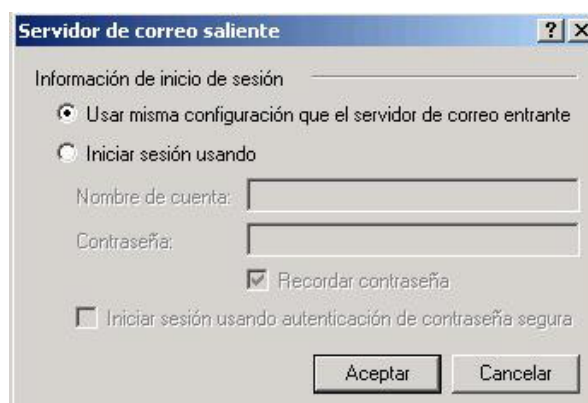 Servidor de correo saliente
Información de inicio de sesión
Usar misma configuración que el servidor de correo entrante
Iniciar sesión usando
Nombre de cuenta:
Contraseña:
Recordar contraseña
Iniciar sesión usando autenticación de contraseña segura
Aceptar Cancelar